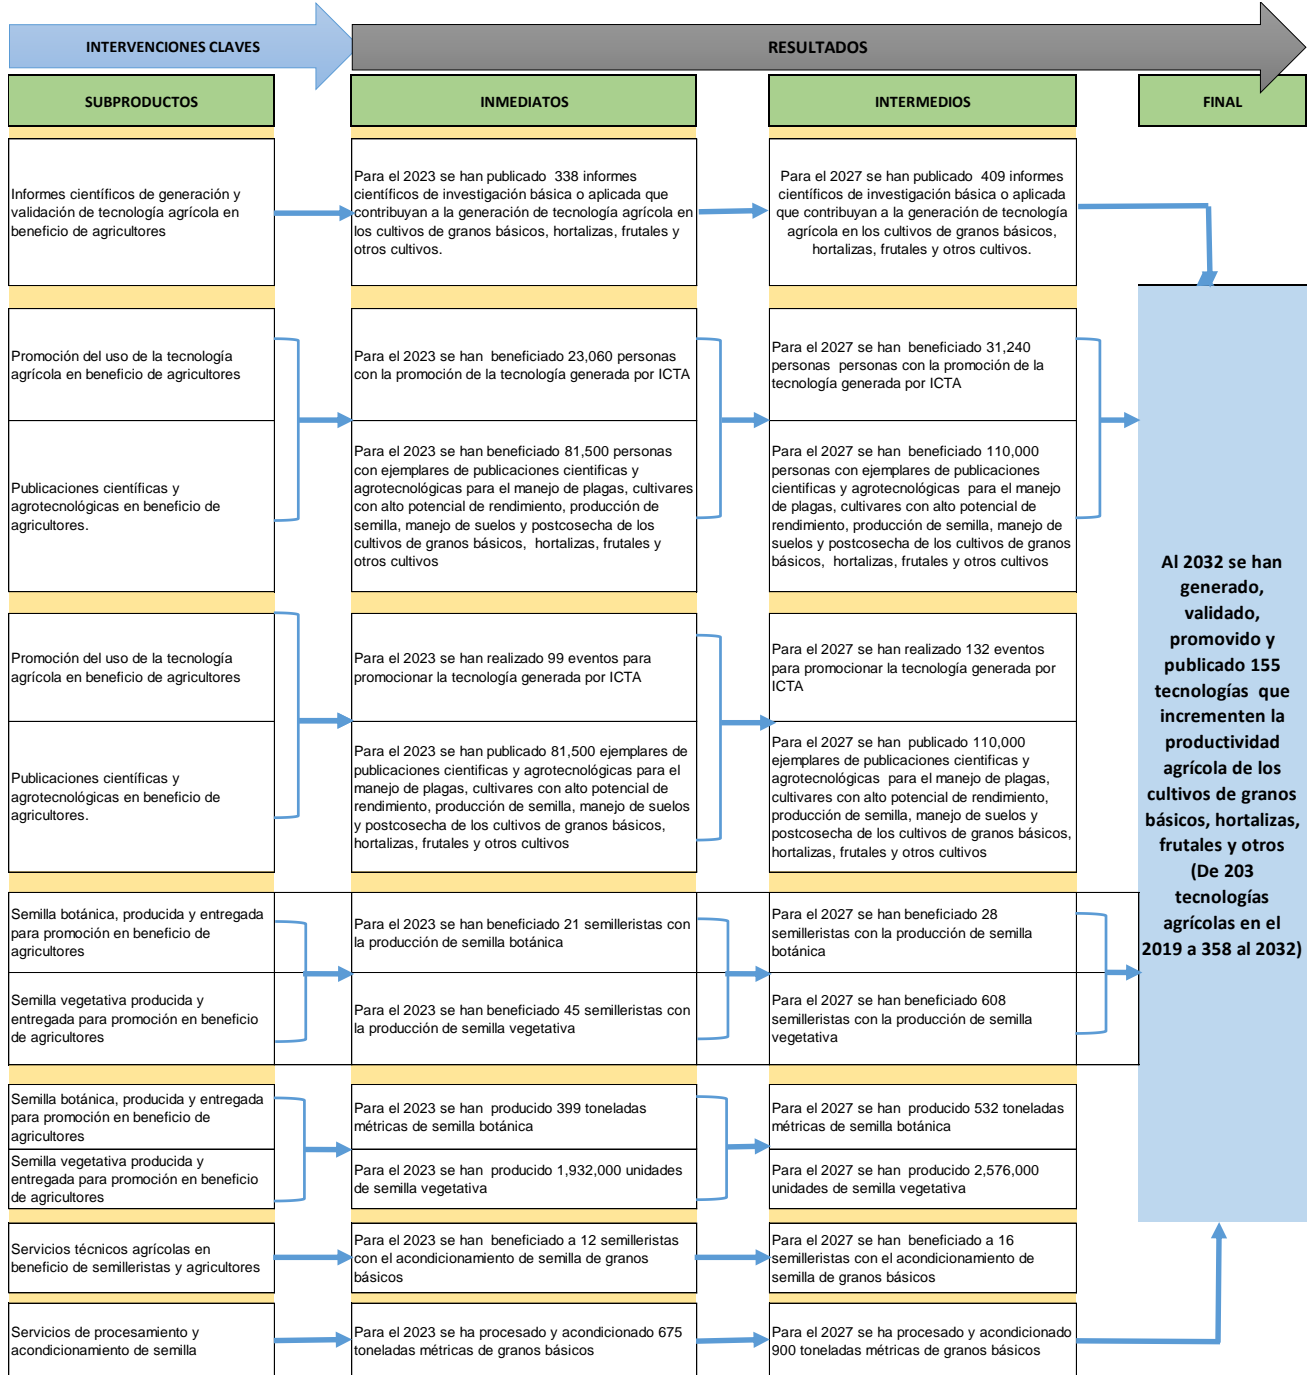 INTERVENCIONES CLAVES
RESULTADOS
SUBPRODUCTOS
INMEDIATOS
INTERMEDIOS
FINAL
Informes científicos de generación y
validación de tecnología agrícola en
beneficio de agricultores
Para el 2023 se han publicado 338 informes
científicos de investigación básica o aplicada que
contribuyan a la generación de tecnología agrícola en
los cultivos de granos básicos, hortalizas, frutales y
otros cultivos.
Para el 2027 se han publicado 409 informes
científicos de investigación básica o aplicada
que contribuyan a la generación de tecnología
agrícola en los cultivos de granos básicos,
hortalizas, frutales y otros cultivos.
Promoción del uso de la tecnología
agrícola en beneficio de agricultores
Para el 2023 se han beneficiado 23,060 personas
con la promoción de la tecnología generada por ICTA
Para el 2027 se han beneficiado 31,240
personas personas con la promoción de la
tecnología generada por ICTA
Publicaciones científicas y
agrotecnológicas en beneficio de
agricultores.
Para el 2023 se han beneficiado 81,500 personas
con ejemplares de publicaciones cientificas y
agrotecnológicas para el manejo de plagas, cultivares
con alto potencial de rendimiento, producción de
semilla, manejo de suelos y postcosecha de los
cultivos de granos básicos, hortalizas, frutales y
otros cultivos
Para el 2027 se han beneficiado 110,000
personas con ejemplares de publicaciones
cientificas y agrotecnológicas para el manejo
de plagas, cultivares con alto potencial de
rendimiento, producción de semilla, manejo de
suelos y postcosecha de los cultivos de granos
básicos, hortalizas, frutales y otros cultivos
Promoción del uso de la tecnología
agrícola en beneficio de agricultores
Para el 2023 se han realizado 99 eventos para
promocionar la tecnología generada por ICTA
Para el 2027 se han realizado 132 eventos
para promocionar la tecnología generada por
ICTA
Publicaciones científicas y
agrotecnológicas en beneficio de
agricultores.
Para el 2023 se han publicado 81,500 ejemplares de
publicaciones cientificas y agrotecnológicas para el
manejo de plagas, cultivares con alto potencial de
rendimiento, producción de semilla, manejo de suelos
y postcosecha de los cultivos de granos básicos,
hortalizas, frutales y otros cultivos
Para el 2027 se han publicado 110,000
ejemplares de publicaciones cientificas y
agrotecnológicas para el manejo de plagas,
cultivares con alto potencial de rendimiento,
producción de semilla, manejo de suelos y
postcosecha de los cultivos de granos básicos,
hortalizas, frutales y otros cultivos
Semilla botánica, producida y entregada
para promoción en beneficio de
agricultores
Para el 2023 se han beneficiado 21 semilleristas con
la producción de semilla botánica
Para el 2027 se han beneficiado 28
semilleristas con la producción de semilla
botánica
Semilla vegetativa producida y
entregada para promoción en beneficio
de agricultores
Para el 2023 se han beneficiado 45 semilleristas con
la producción de semilla vegetativa
Para el 2027 se han beneficiado 608
semilleristas con la producción de semilla
vegetativa
Semilla botánica, producida y entregada
para promoción en beneficio de
agricultores
Para el 2023 se han producido 399 toneladas
métricas de semilla botánica
Para el 2027 se han producido 532 toneladas
métricas de semilla botánica
Semilla vegetativa producida y
entregada para promoción en beneficio
de agricultores
Para el 2023 se han producido 1,932,000 unidades
de semilla vegetativa
Para el 2027 se han producido 2,576,000
unidades de semilla vegetativa
Servicios técnicos agrícolas en
beneficio de semilleristas y agricultores
Para el 2023 se han beneficiado a 12 semilleristas
con el acondicionamiento de semilla de granos
básicos
Para el 2027 se han beneficiado a 16
semilleristas con el acondicionamiento de
semilla de granos básicos
Servicios de procesamiento y
acondicionamiento de semilla
Para el 2023 se ha procesado y acondicionado 675
toneladas métricas de granos básicos
Para el 2027 se ha procesado y acondicionado
900 toneladas métricas de granos básicos
Al 2032 se han
generado,
validado,
promovido y
publicado 155
tecnologías que
incrementen la
productividad
agrícola de los
cultivos de granos
básicos, hortalizas,
frutales y otros
(De 203
tecnologías
agrícolas en el
2019 a 358 al 2032)